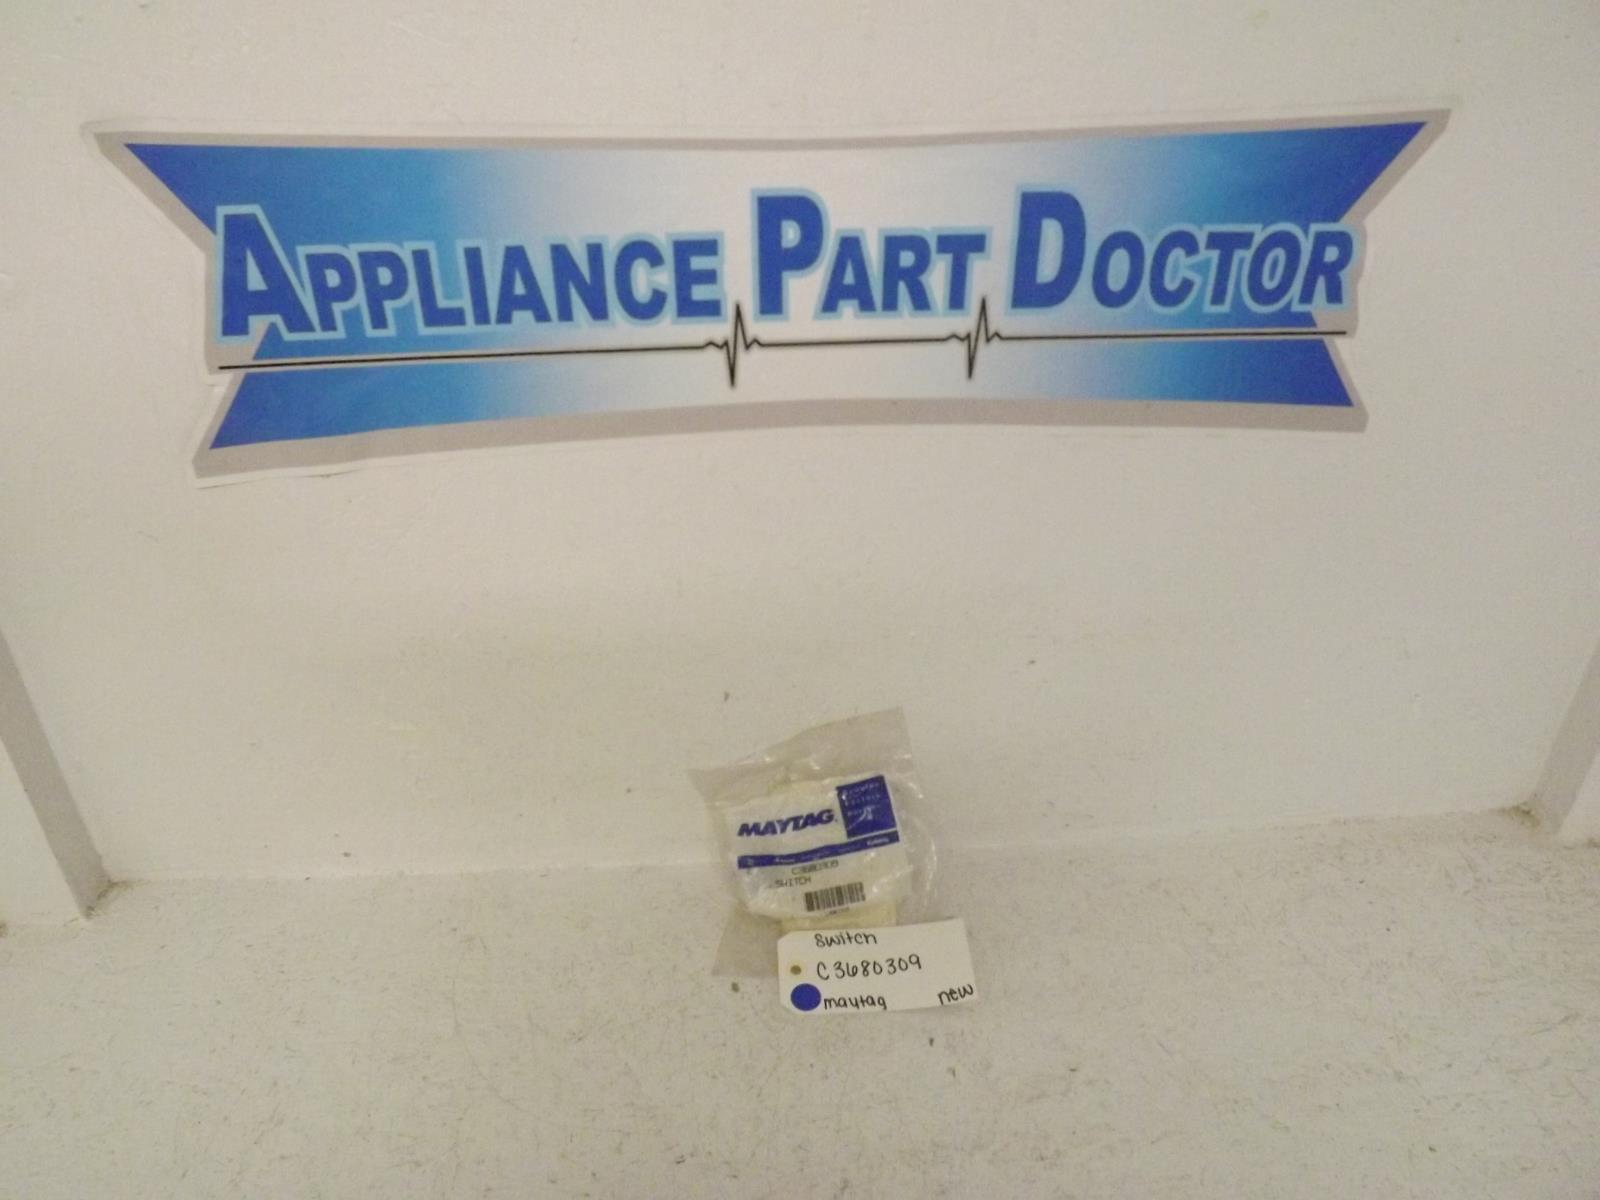 APPLIANCE PART DOCTOR
MAYTAG
C3680309
SWITCH
Switch
C3680309
maytag new